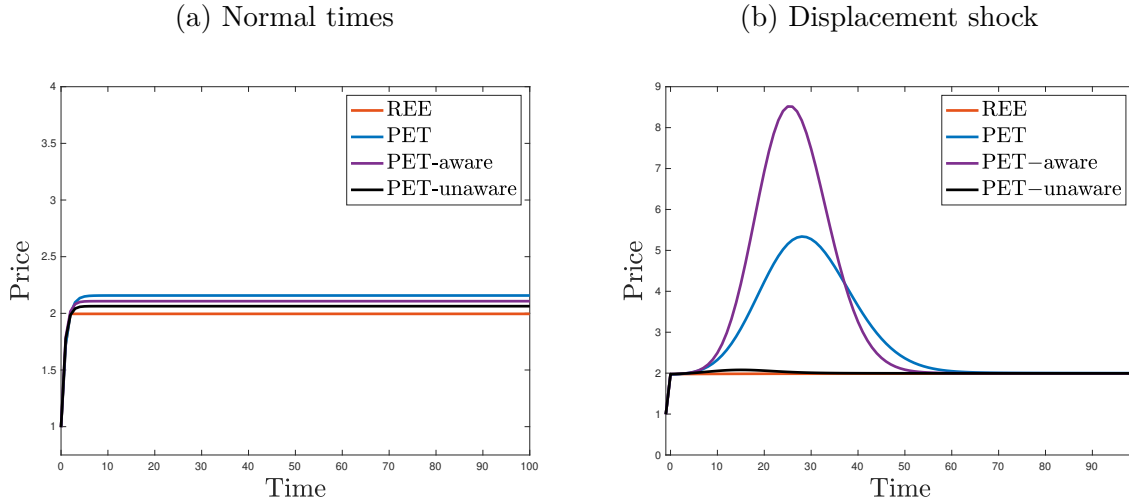 (a) Normal times
4
3.5
3
2.5
2
1.5
1
Price
0 10 20 30 40 50 60 70 80 90 100
Time
REE
PET
PET-aware
PET-unaware
(b) Displacement shock
9
8
7
6
5
4
3
2
1
0
Price
0 10 20 30 40 50 60 70 80 90
Time
REE
PET
PET−aware
PET−unaware